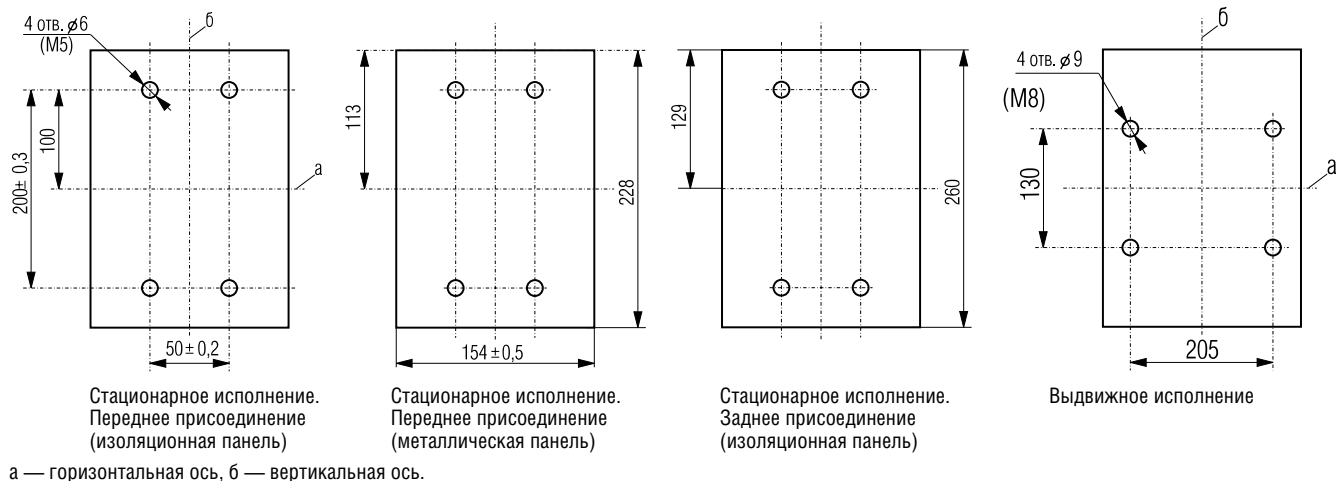 4 отв. ⌀6
(М5)
б
200± 0,3
100
а
50±0,2
113
228
154±0,5
129
260
б
4 отв. ⌀9
(М8)
130
а
205
Стационарное исполнение.
Переднее присоединение
(изоляционная панель)
Стационарное исполнение.
Переднее присоединение
(металлическая панель)
Стационарное исполнение.
Заднее присоединение
(изоляционная панель)
Выдвижное исполнение
а — горизонтальная ось, б — вертикальная ось.